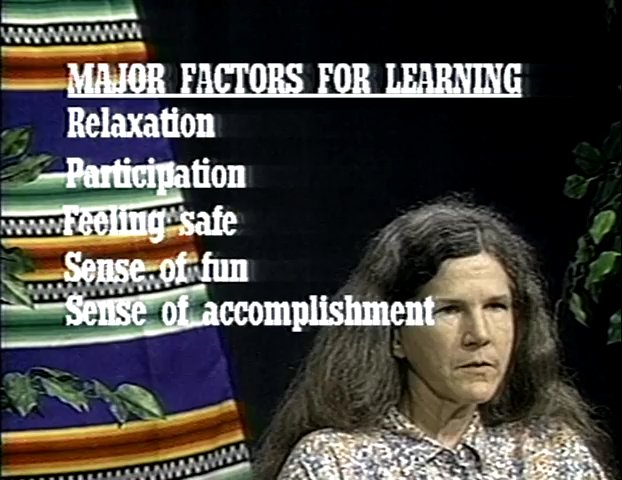 MAJOR FACTORS FOR LEARNING
Relaxation
Participation
Feeling safe
Sense of fun
Sense of accomplishment